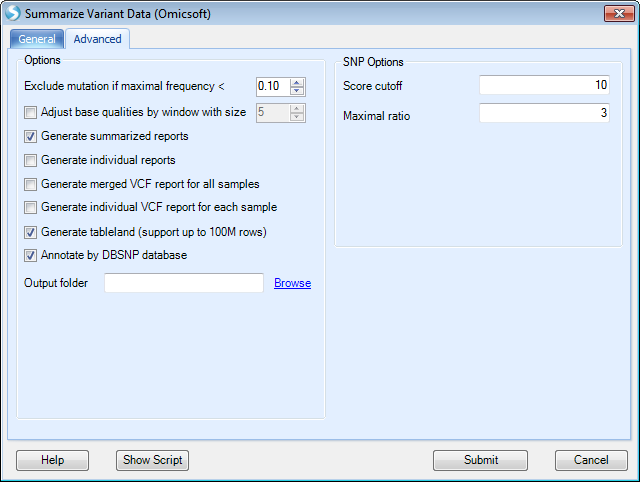 Summarize Variant Data (Omicsoft)
General
Advanced
Options
Exclude mutation if maximal frequency < 0.10
Adjust base qualities by window with size 5
Generate summarized reports
Generate individual reports
Generate merged VCF report for all samples
Generate individual VCF report for each sample
Generate tableland (support up to 100M rows)
Annotate by DBSNP database
Output folder Browse
SNP Options
Score cutoff 10
Maximal ratio 3
Help
Show Script
Submit
Cancel